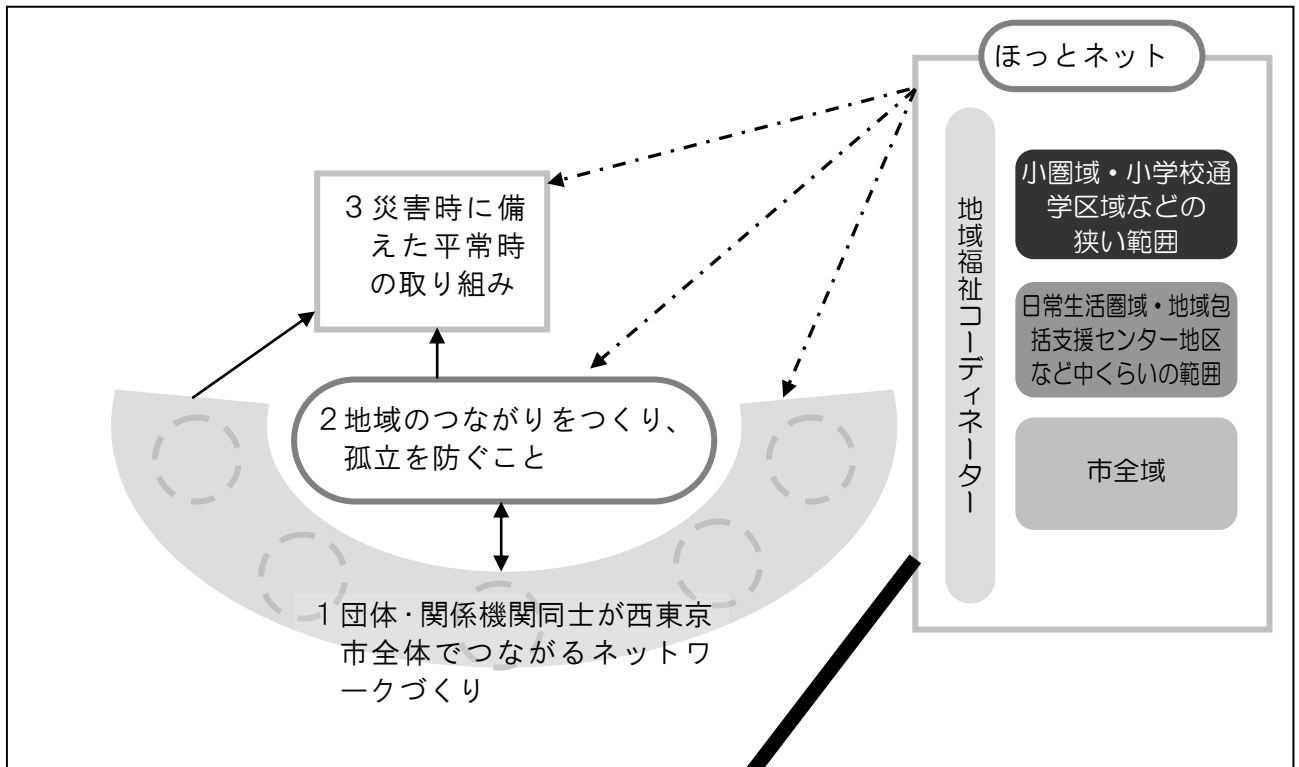 ほっとネット
地域福祉コーディネーター
小圏域・小学校通
学区域などの
狭い範囲
日常生活圏域・地域包
括支援センター地区
など中くらいの範囲
市全域
3 災害時に備
えた平常時
の取り組み
2 地域のつながりをつくり、
孤立を防ぐこと
1 団体・関係機関同士が西東京
市全体でつながるネットワ
ークづくり